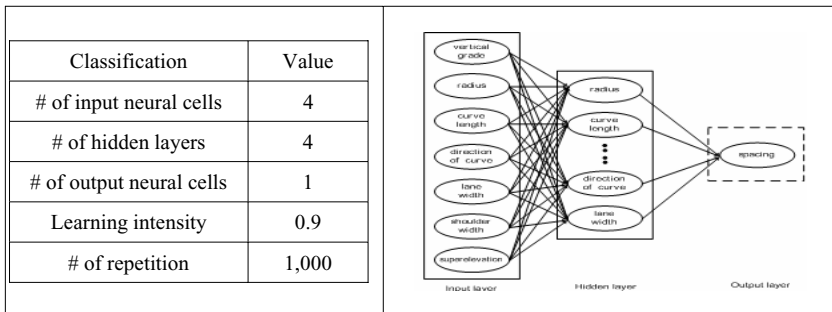 Classification Value
# of input neural cells 4
# of hidden layers 4
# of output neural cells 1
Learning intensity 0.9
# of repetition 1,000
vertical
grade
radius
curve
length
direction
of curve
lane
width
shoulder
width
superelevation
Input layer
radius
curve
length
direction
of curve
lane
width
Hidden layer
spacing
Output layer